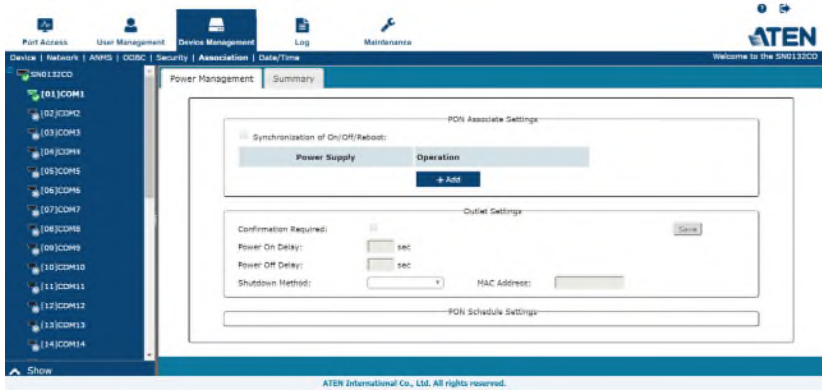 ATEN
Port Access User Management Device Management Log Maintenance
Device | Network | ANMS | OOBC | Security | Association | Date/Time
Welcome to the SN0132CO
SN0132CO
[01]COM1
[02]COM2
[03]COM3
[04]COM4
[05]COM5
[06]COM6
[07]COM7
[08]COM8
[09]COM9
[10]COM10
[11]COM11
[12]COM12
[13]COM13
[14]COM14
Show
Power Management Summary
PON Associate Settings
Synchronization of On/Off/Reboot:
Power Supply Operation
+ Add
Outlet Settings
Confirmation Required:
Save
Power On Delay: sec
Power Off Delay: sec
Shutdown Method: MAC Address:
PON Schedule Settings
ATEN International Co., Ltd. All rights reserved.